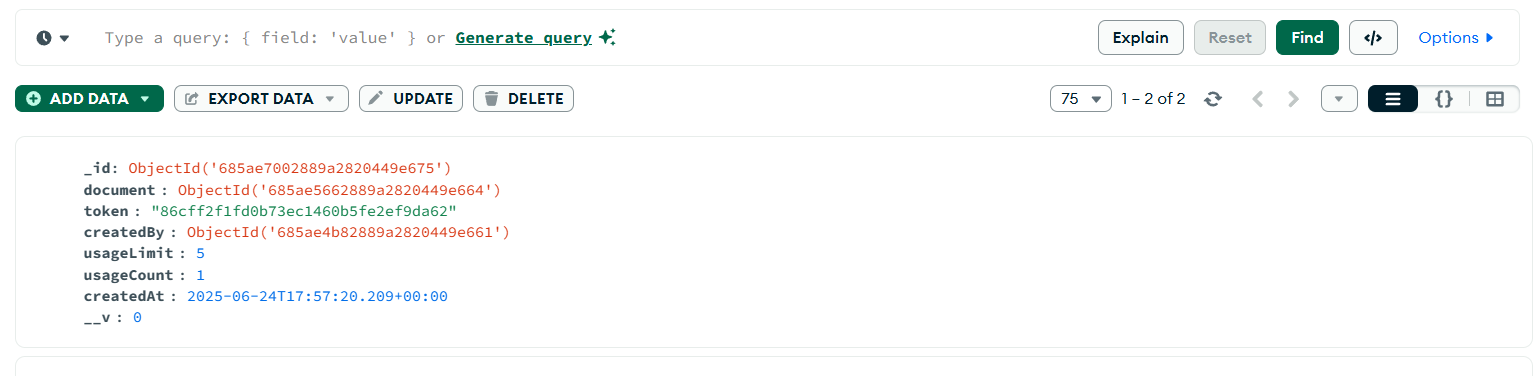 Type a query: { field: 'value' } or Generate query Explain Reset Find </> Options
ADD DATA EXPORT DATA UPDATE DELETE 75 1 – 2 of 2 {}
_id: ObjectId('685ae7002889a2820449e675')
document : ObjectId('685ae5662889a2820449e664')
token : "86cff2f1fd0b73ec1460b5fe2ef9da62"
createdBy : ObjectId('685ae4b82889a2820449e661')
usageLimit : 5
usageCount : 1
createdAt : 2025-06-24T17:57:20.209+00:00
__v : 0